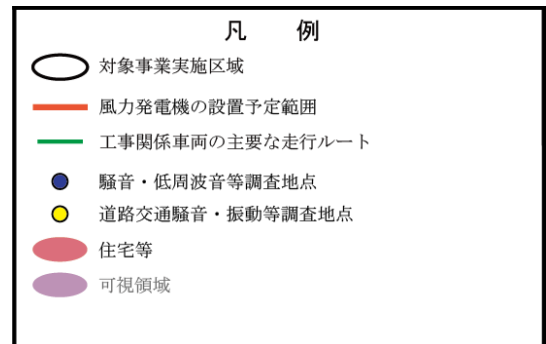 凡　例
対象事業実施区域
風力発電機の設置予定範囲
工事関係車両の主要な走行ルート
騒音・低周波音等調査地点
道路交通騒音・振動等調査地点
住宅等
可視領域